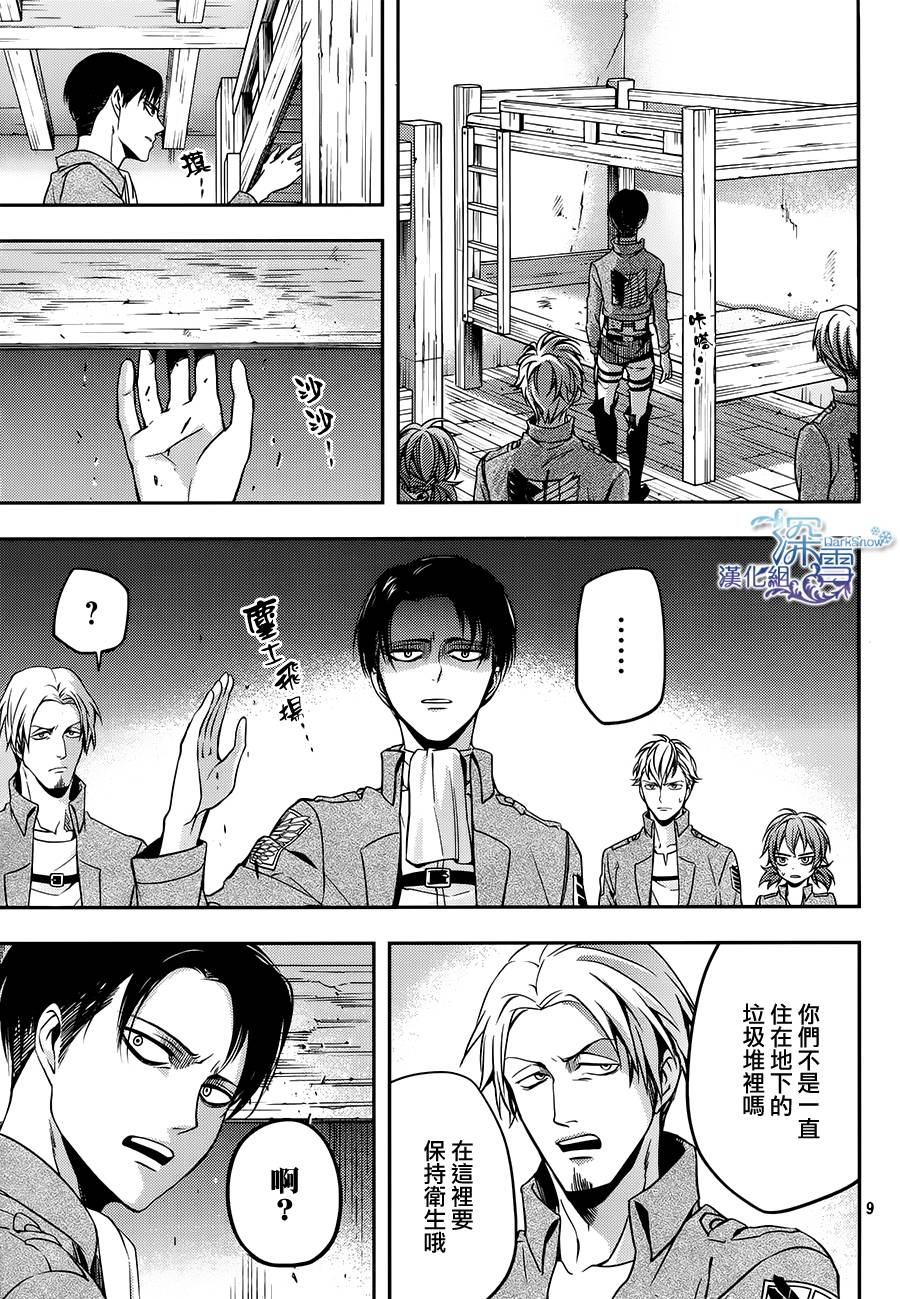 咔嗒…
摸…
沙沙…
深雪
DarkSnow
漢化組
……
塵土飛揚
?
你們不是一直
住在地下的
垃圾堆裡嗎
在這裡要
保持衛生哦
啊?
9